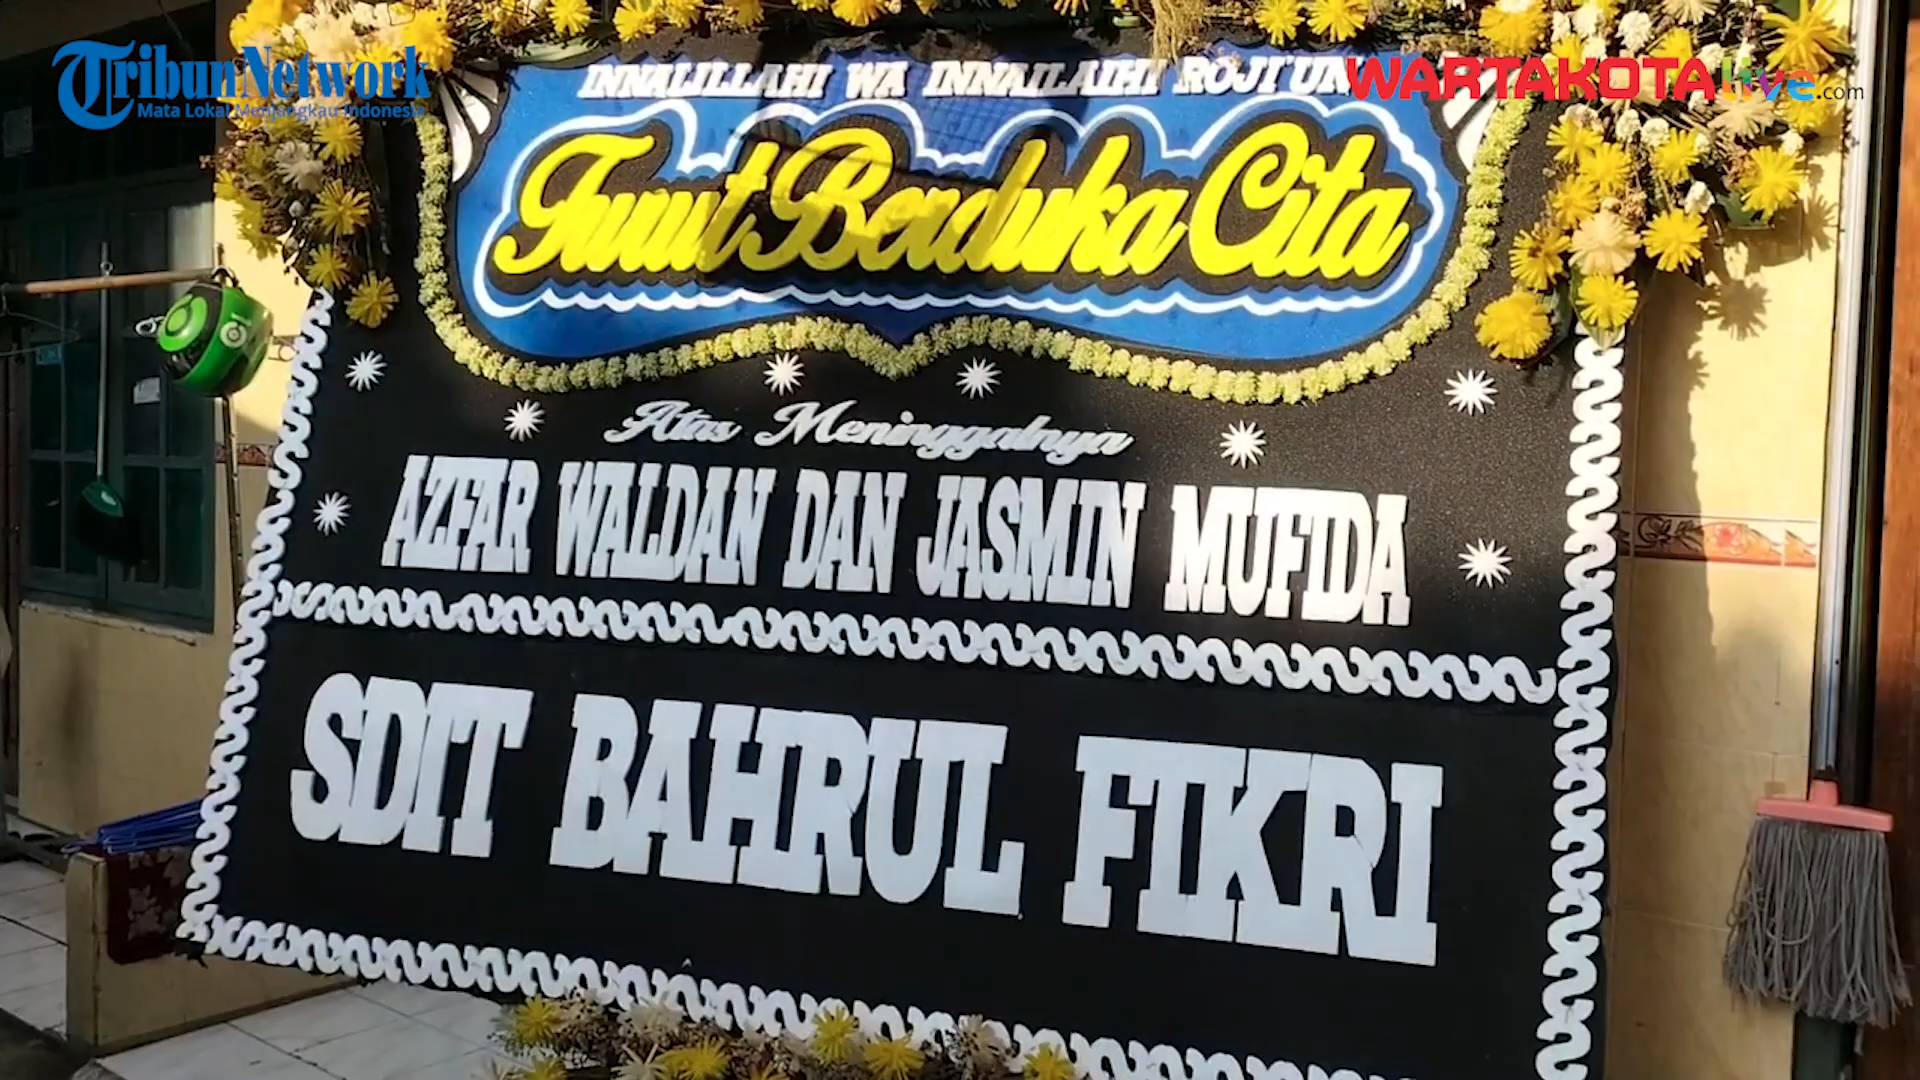 TribunNetwork
Mata Lokal Menjangkau Indonesia
WARTAKOTAlive.com
INNALILLAHI WA INNAILAIHI ROJI'UN
Turut Berduka Cita
Atas Meninggalnya
AZFAR WALDAN DAN JASMIN MUFIDA
SDIT BAHRUL FIKRI